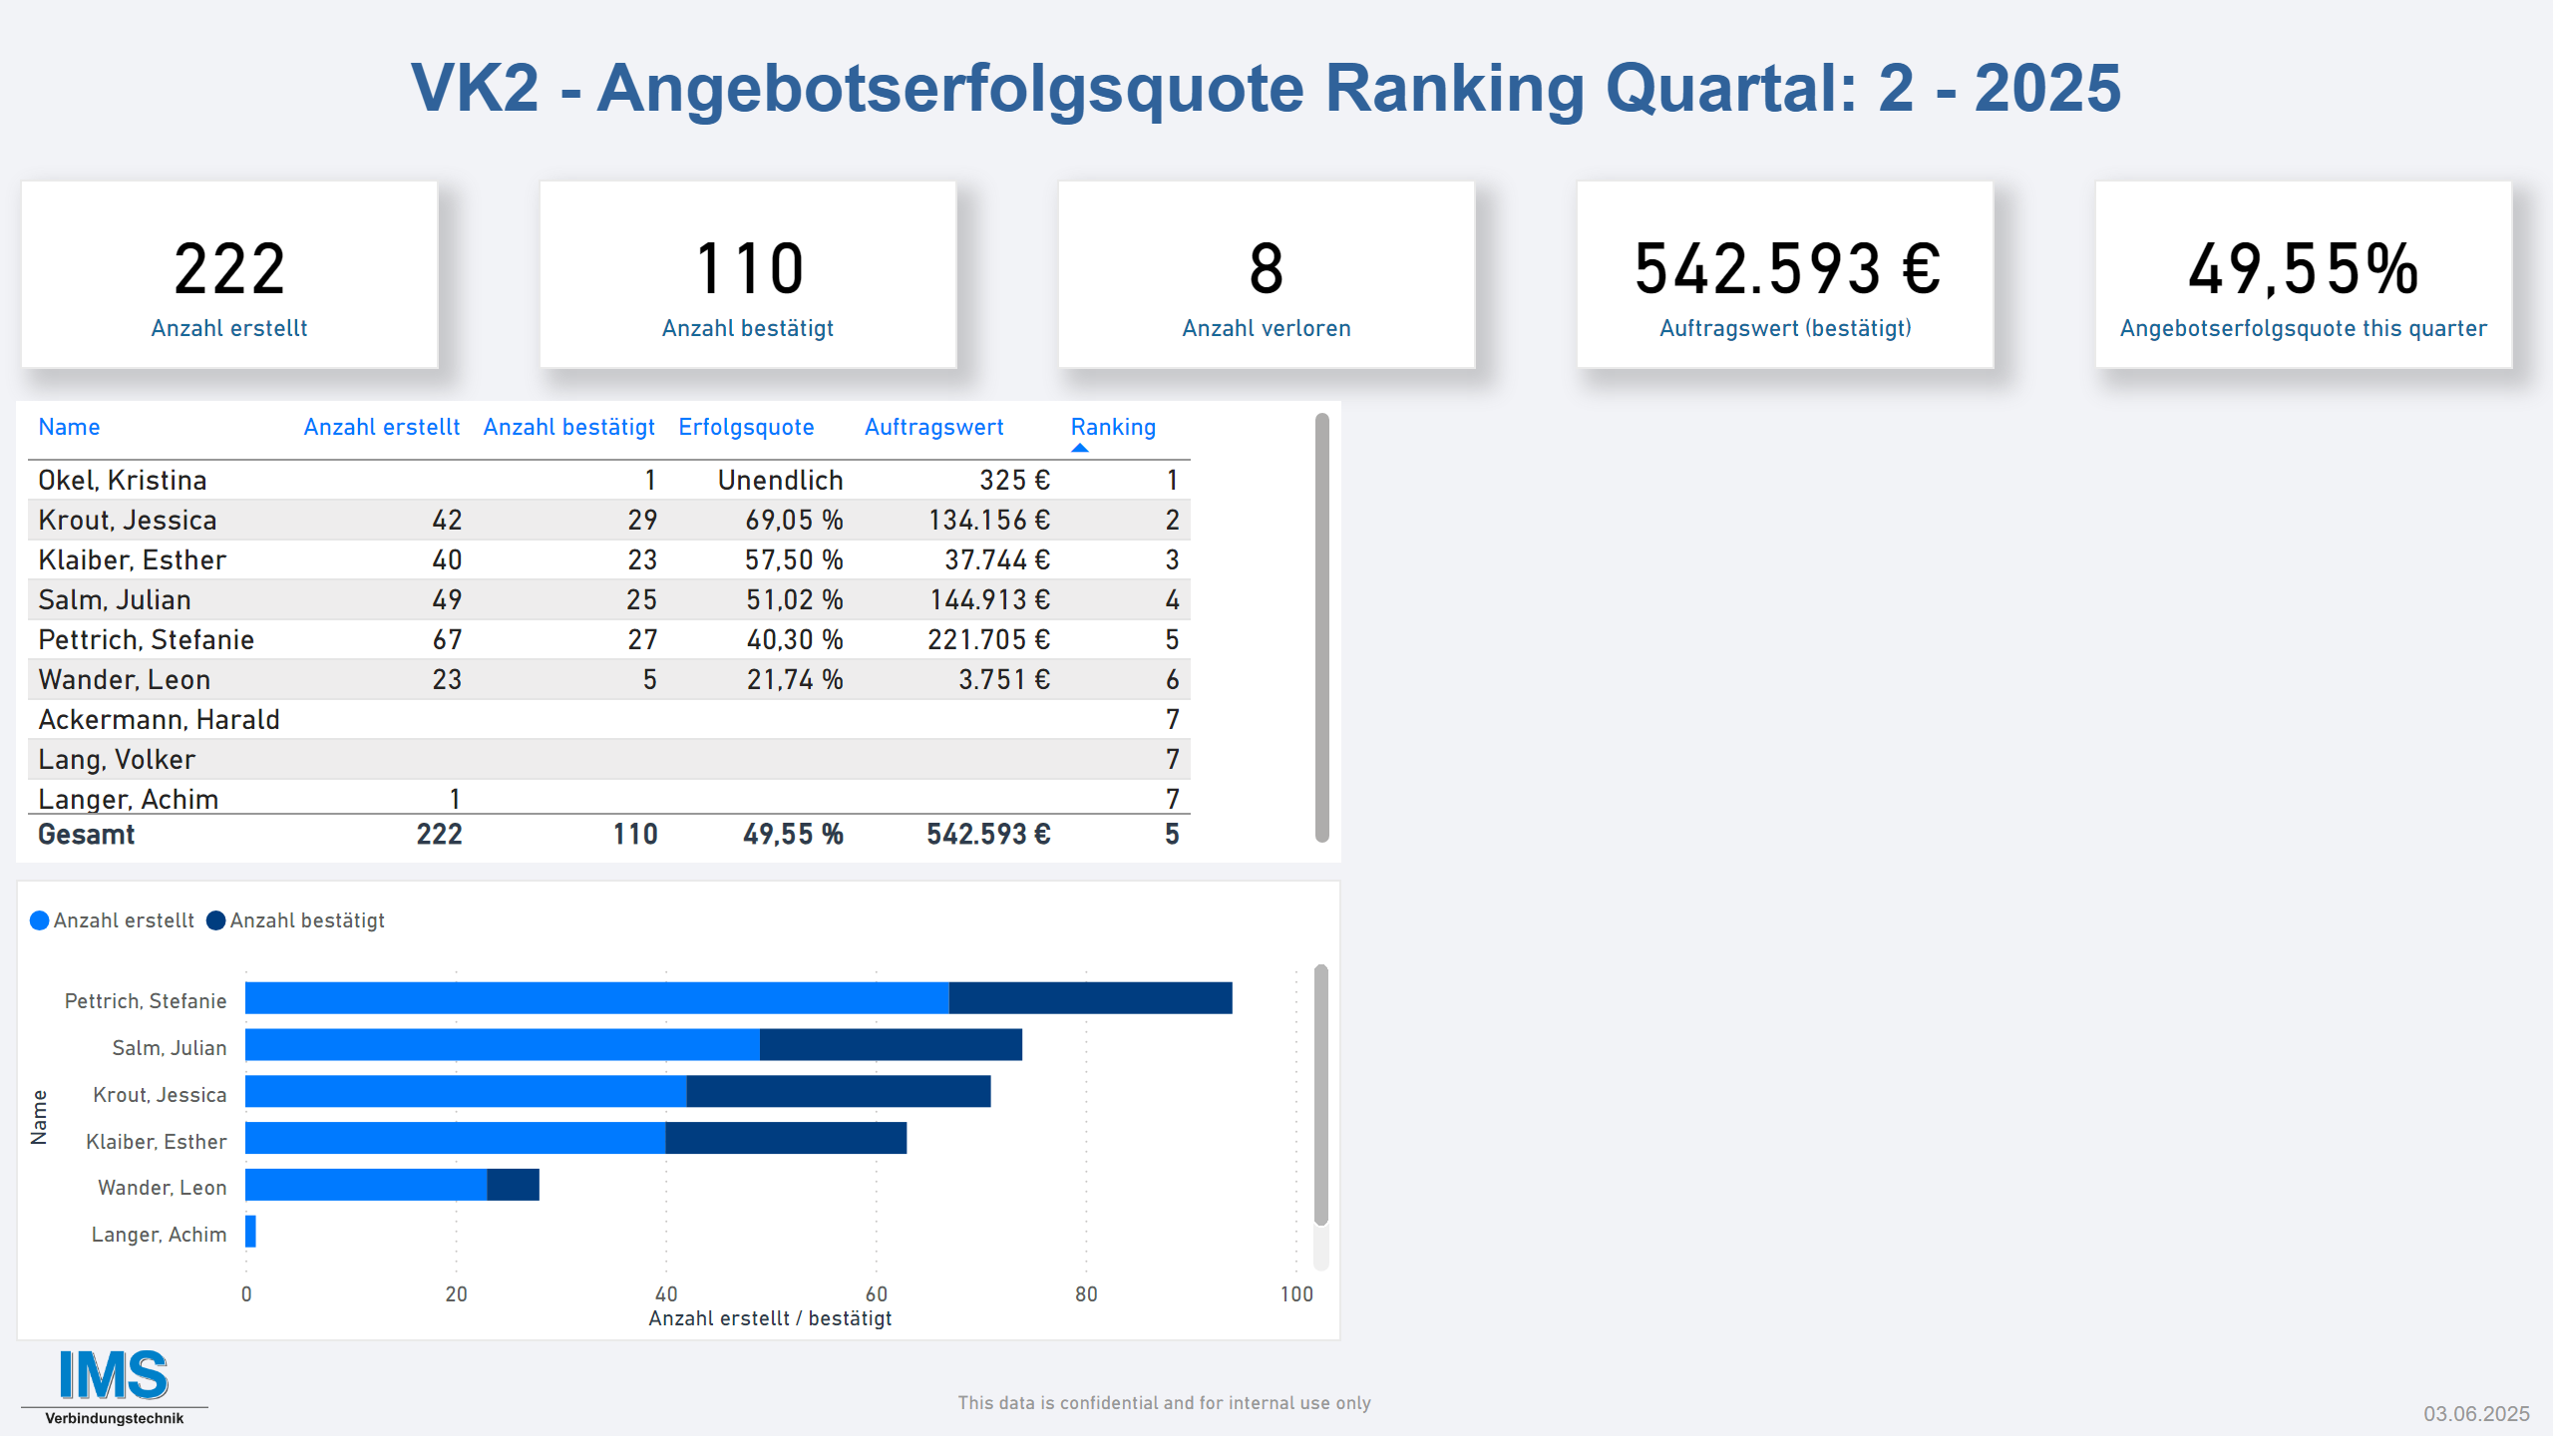 VK2 - Angebotserfolgsquote Ranking Quartal: 2 - 2025
222
Anzahl erstellt
110
Anzahl bestätigt
8
Anzahl verloren
542.593 €
Auftragswert (bestätigt)
49,55%
Angebotserfolgsquote this quarter
Name Anzahl erstellt Anzahl bestätigt Erfolgsquote Auftragswert Ranking
Okel, Kristina 1 Unendlich 325 € 1
Krout, Jessica 42 29 69,05 % 134.156 € 2
Klaiber, Esther 40 23 57,50 % 37.744 € 3
Salm, Julian 49 25 51,02 % 144.913 € 4
Pettrich, Stefanie 67 27 40,30 % 221.705 € 5
Wander, Leon 23 5 21,74 % 3.751 € 6
Ackermann, Harald 7
Lang, Volker 7
Langer, Achim 1 7
Gesamt 222 110 49,55 % 542.593 € 5
Anzahl erstellt Anzahl bestätigt
Name
Pettrich, Stefanie
Salm, Julian
Krout, Jessica
Klaiber, Esther
Wander, Leon
Langer, Achim
0 20 40 60 80 100
Anzahl erstellt / bestätigt
IMS
Verbindungstechnik
This data is confidential and for internal use only
03.06.2025